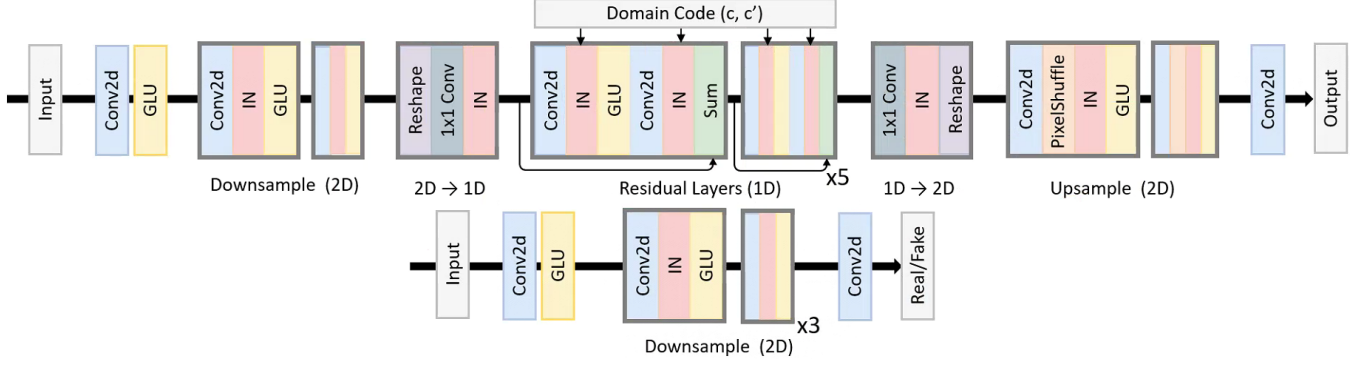 Domain Code (c, c’)
Input
Conv2d
GLU
Conv2d
IN
GLU
Reshape
1x1 Conv
IN
Conv2d
IN
GLU
Conv2d
IN
Sum
x5
1x1 Conv
IN
Reshape
Conv2d
PixelShuffle
IN
GLU
Conv2d
Output
Downsample (2D)
2D → 1D
Residual Layers (1D)
1D → 2D
Upsample (2D)
Input
Conv2d
GLU
Conv2d
IN
GLU
x3
Conv2d
Real/Fake
Downsample (2D)